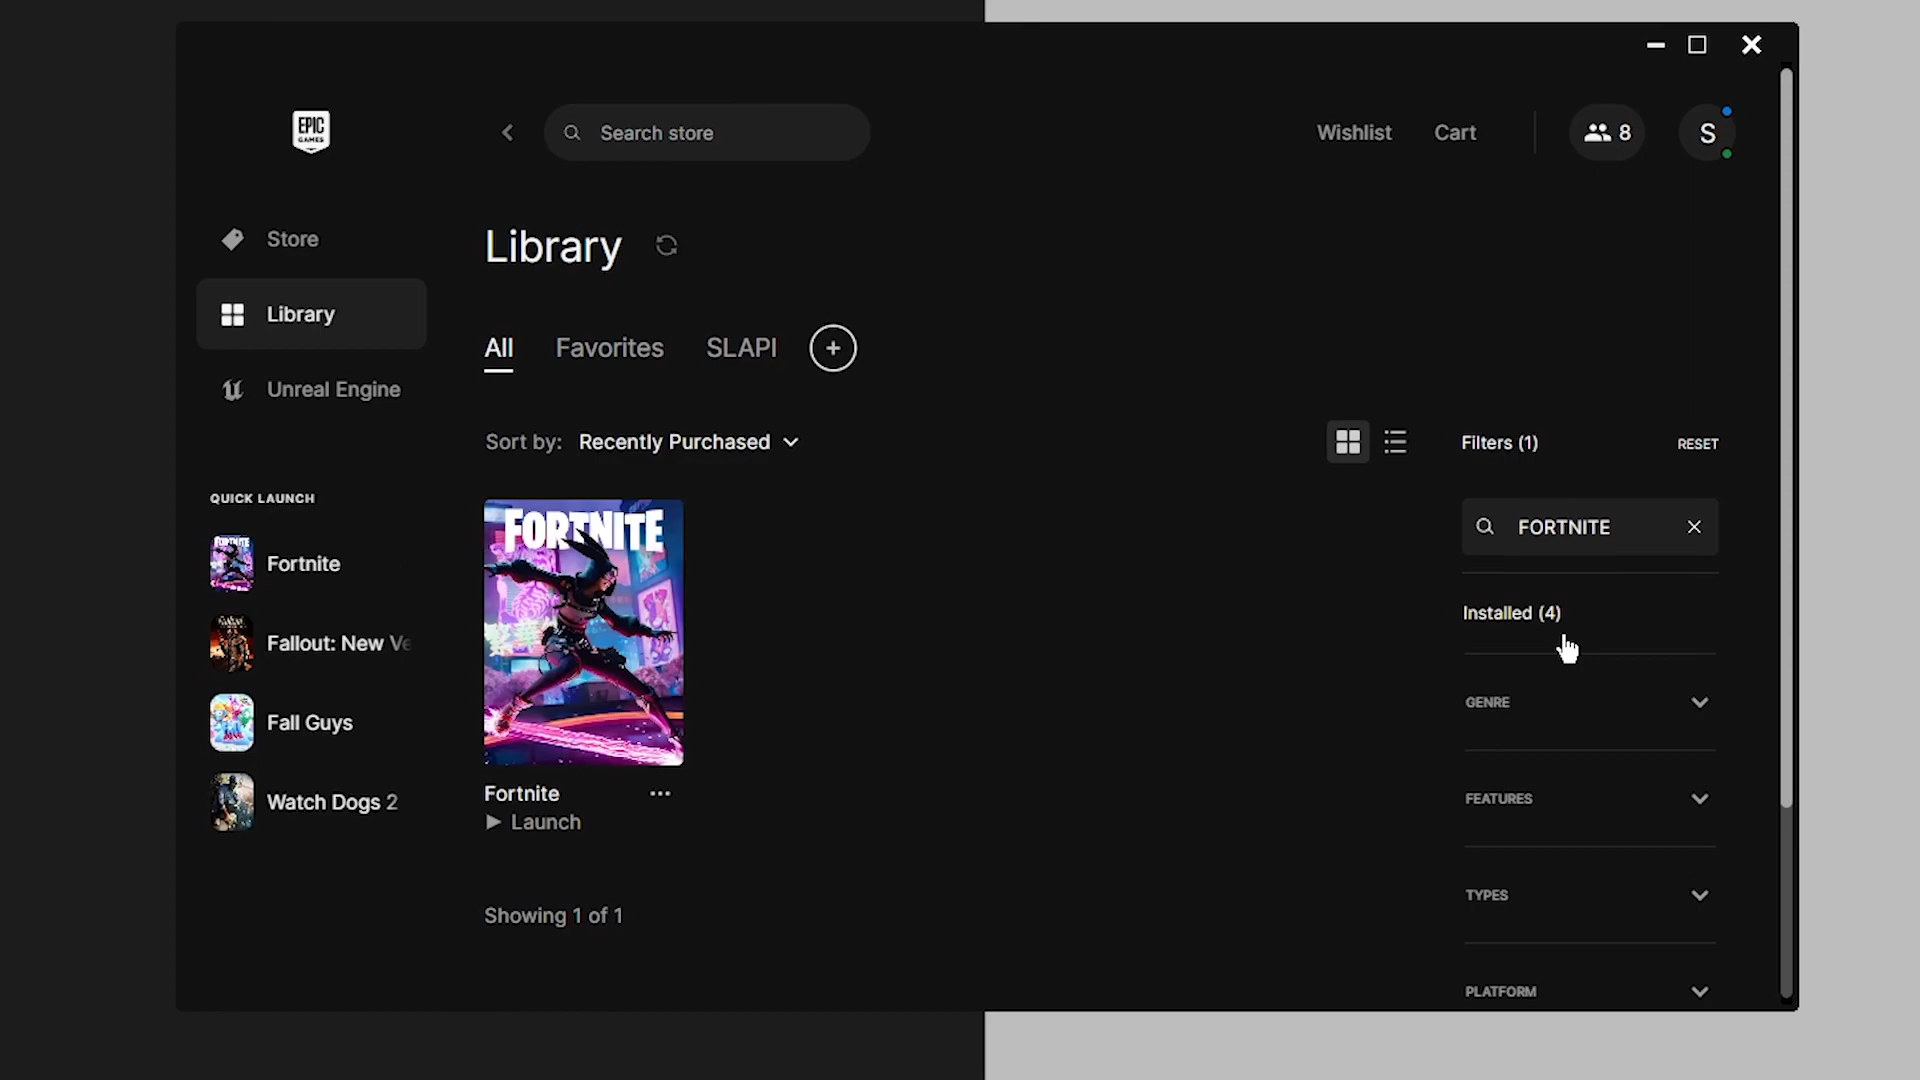 EPIC
GAMES
Search store
Wishlist
Cart
8
S
Store
Library
Unreal Engine
QUICK LAUNCH
Fortnite
Fallout: New Ve
Fall Guys
Watch Dogs 2
Library
All
Favorites
SLAPI
+
Sort by: Recently Purchased
FORTNITE
Fortnite
...
Launch
Showing 1 of 1
Filters (1)
RESET
FORTNITE
Installed (4)
GENRE
FEATURES
TYPES
PLATFORM